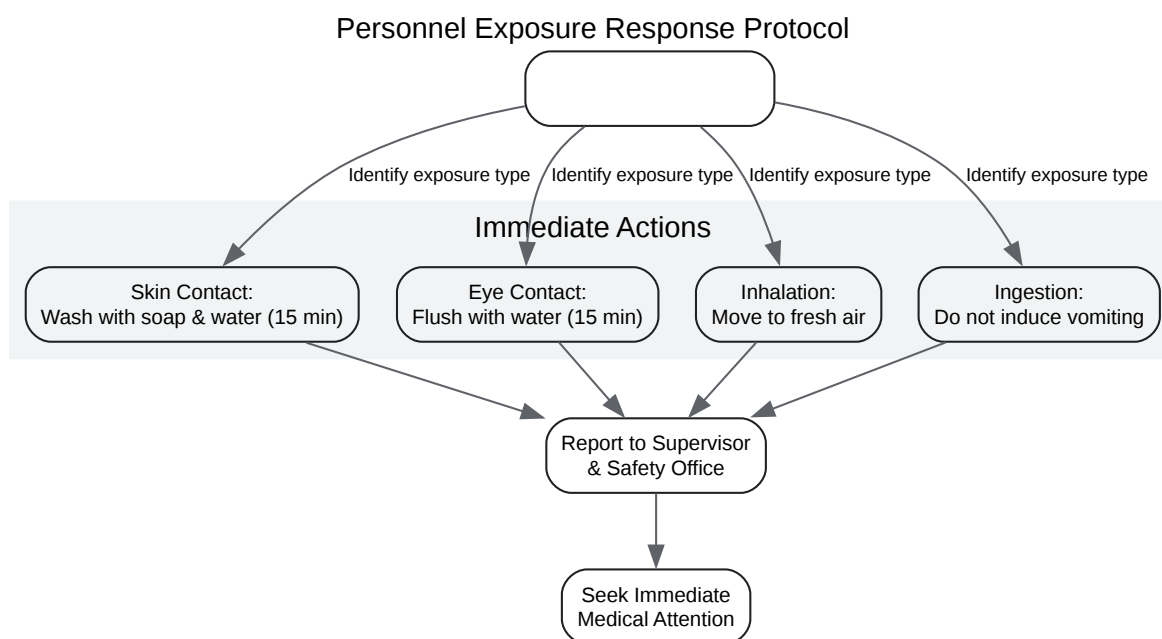 Personnel Exposure Response Protocol
Identify exposure type
Identify exposure type
Identify exposure type
Identify exposure type
Immediate Actions
Skin Contact:
Wash with soap & water (15 min)
Eye Contact:
Flush with water (15 min)
Inhalation:
Move to fresh air
Ingestion:
Do not induce vomiting
Report to Supervisor
& Safety Office
Seek Immediate
Medical Attention